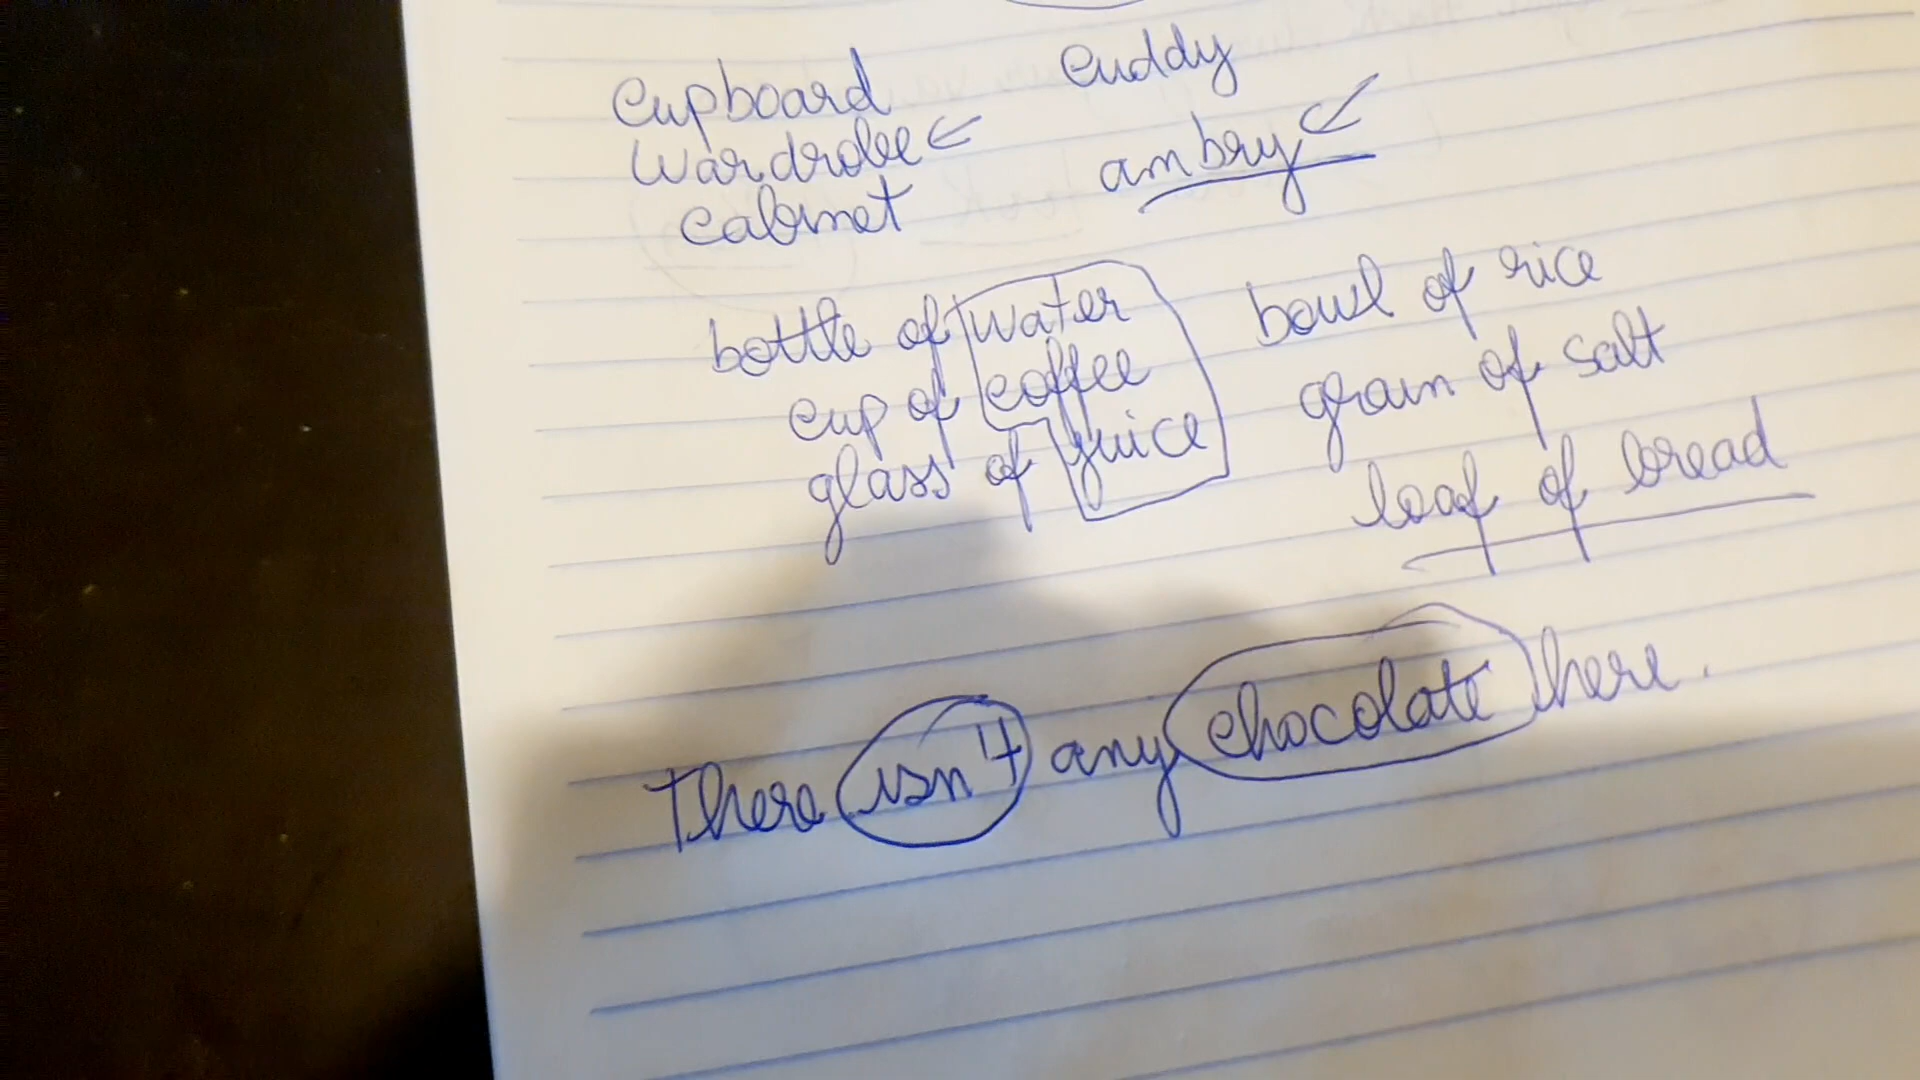 cupboard cuddy
wardrobe ambry
cabinet
bottle of water bowl of rice
cup of coffee grain of salt
glass of juice loaf of bread
There isn't any chocolate here.